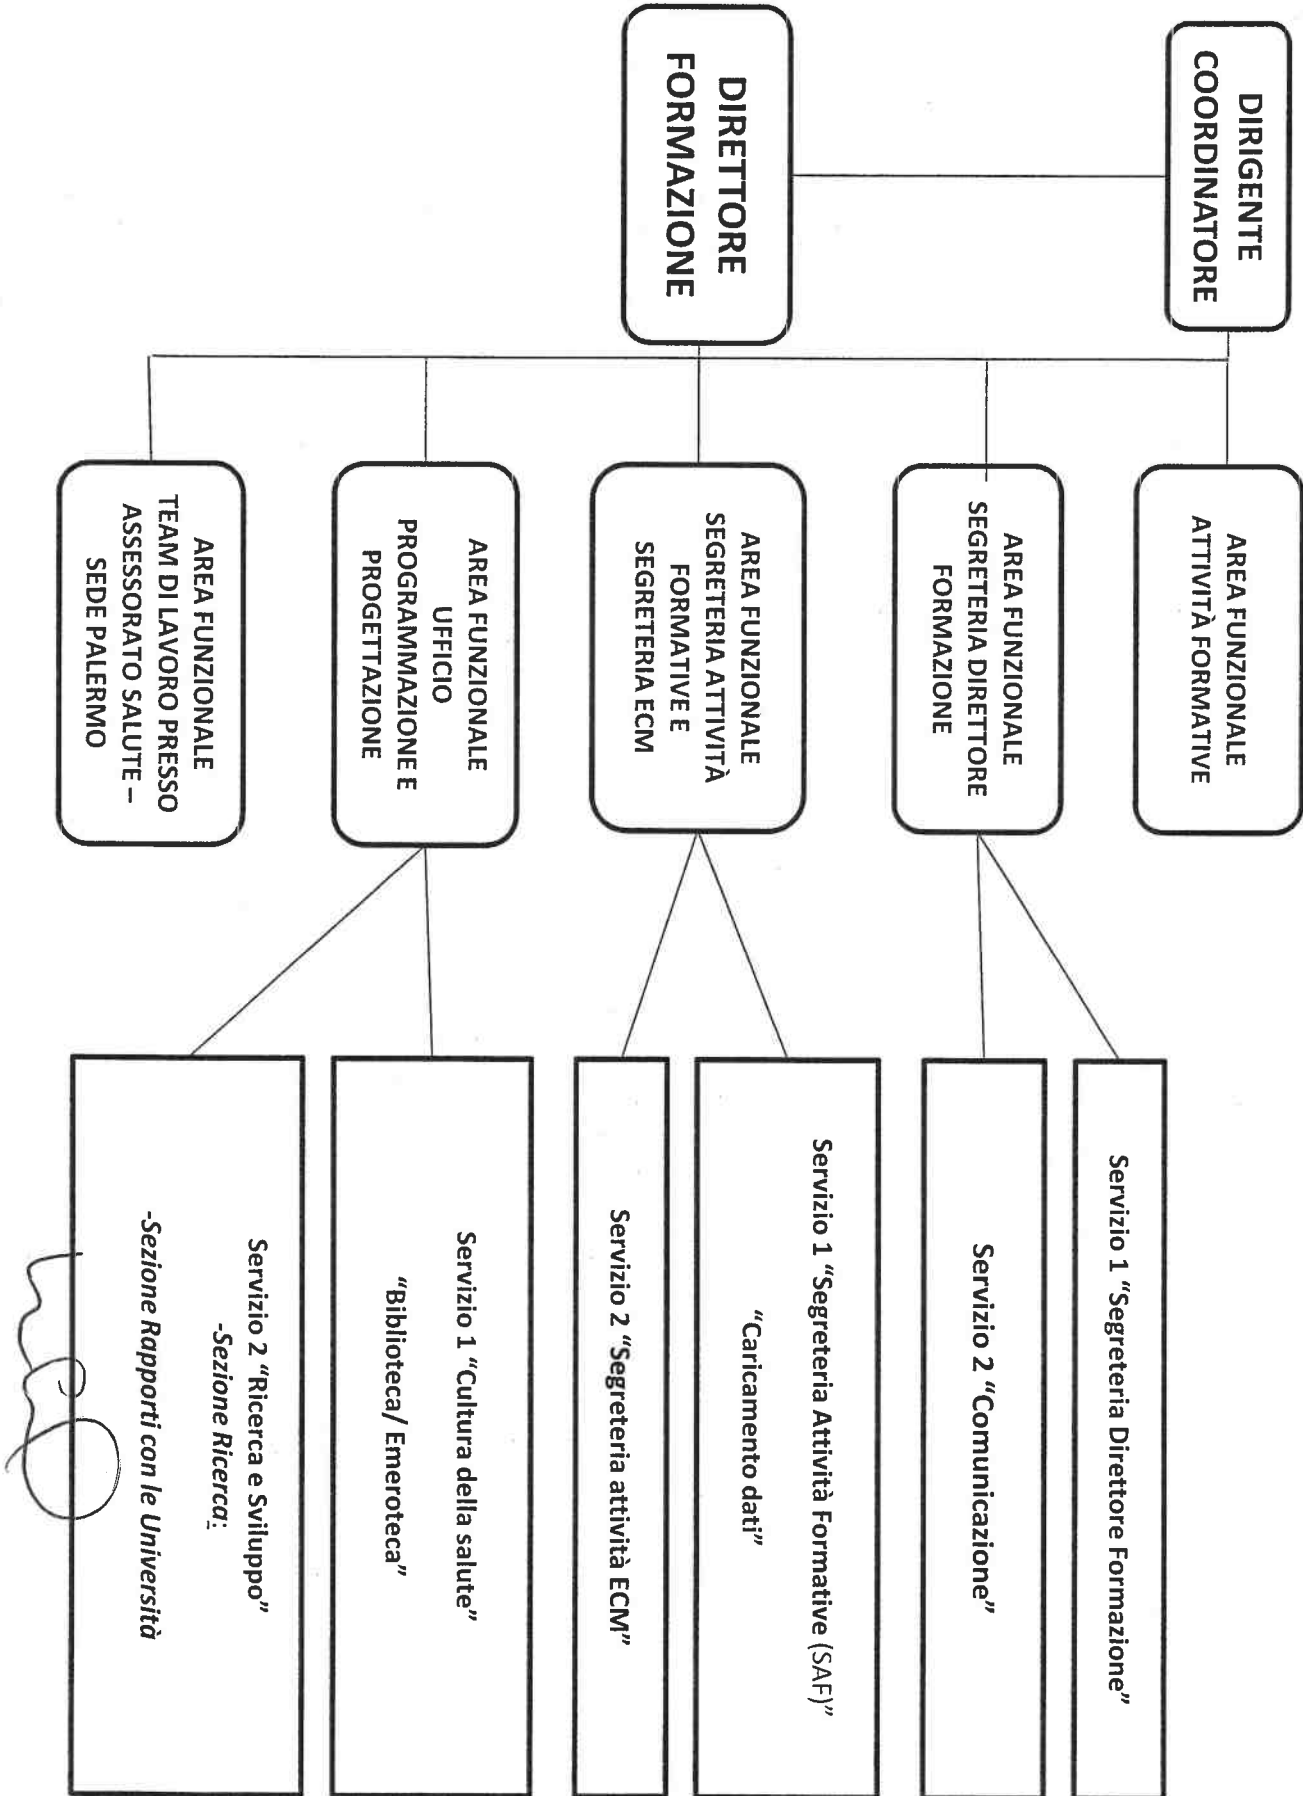 DIRIGENTE
COORDINATORE
DIRETTORE
FORMAZIONE
AREA FUNZIONALE
ATTIVITÀ FORMATIVE
AREA FUNZIONALE
SEGRETERIA DIRETTORE
FORMAZIONE
AREA FUNZIONALE
SEGRETERIA ATTIVITÀ
FORMATIVE E
SEGRETERIA ECM
AREA FUNZIONALE
UFFICIO
PROGRAMMAZIONE E
PROGETTAZIONE
AREA FUNZIONALE
TEAM DI LAVORO PRESSO
ASSESSORATO SALUTE –
SEDE PALERMO
Servizio 1 “Segreteria Direttore Formazione”
Servizio 2 “Comunicazione”
Servizio 1 “Segreteria Attività Formative (SAF)”
“Caricamento dati”
Servizio 2 “Segreteria attività ECM”
Servizio 1 “Cultura della salute”
“Biblioteca/ Emeroteca”
Servizio 2 “Ricerca e Sviluppo”
-Sezione Ricerca:
-Sezione Rapporti con le Università